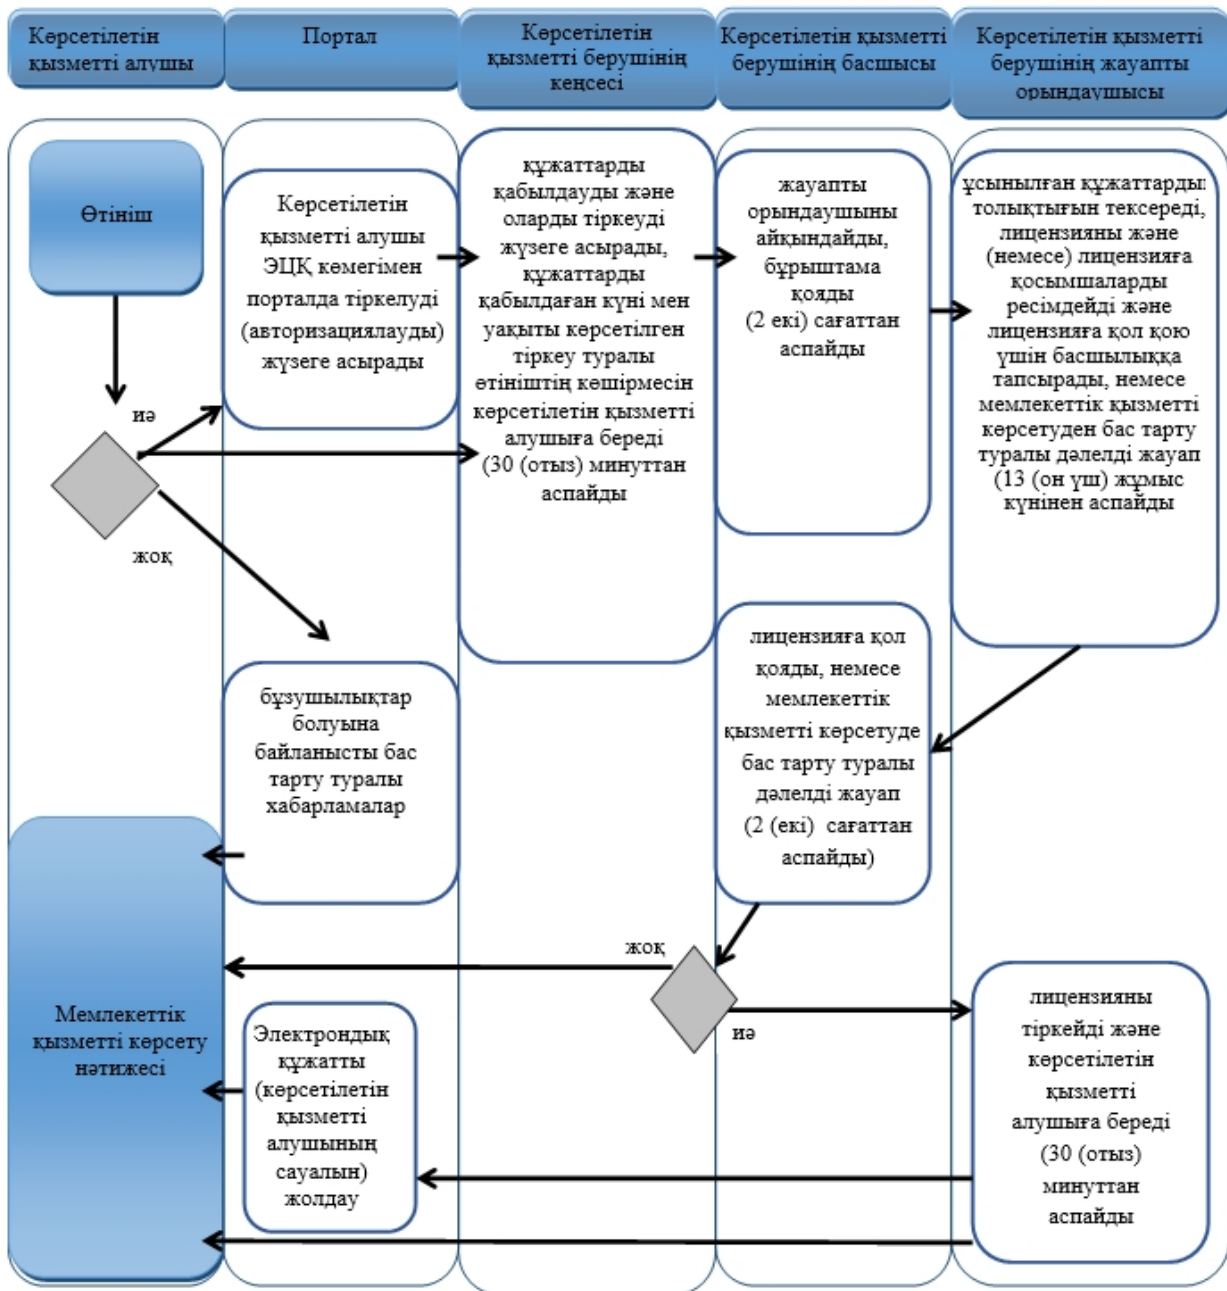 Көрсетілетін
қызметті алушы
Портал
Көрсетілетін
қызметті берушінің
кеңсесі
Көрсетілетін қызметті
берушінің басшысы
Көрсетілетін қызметті
берушінің жауапты
орындаушысы
Өтініш
Көрсетілетін
қызметті алушы
ЭЦҚ көмегімен
порталда тіркелуді
(авторизациялауды)
жүзеге асырады
құжаттарды
қабылдауды және
оларды тіркеуді
жүзеге асырады,
құжаттарды
қабылдаған күні мен
уақыты көрсетілген
тіркеу туралы
өтініштің көшірмесін
көрсетілетін қызметті
алушыға береді
(30 (отыз) минуттан
аспайды
жауапты
орындаушыны
айқындайды,
бұрыштама
қояды
(2 екі) сағаттан
аспайды
ұсынылған құжаттарды
толықтығын тексереді,
лицензияны және
(немесе) лицензияға
қосымшаларды
ресімдейді және
лицензияға қол қою
үшін басшылыққа
тапсырады, немесе
мемлекеттік қызметті
көрсетуден бас тарту
туралы дәлелді жауап
(13 (он үш) жұмыс
күнінен аспайды
иә
жоқ
бұзушылықтар
болуына
байланысты бас
тарту туралы
хабарламалар
лицензияға қол
қояды, немесе
мемлекеттік
қызметті көрсетуде
бас тарту туралы
дәлелді жауап
(2 (екі) сағаттан
аспайды)
жоқ
иә
Мемлекеттік
қызметті көрсету
нәтижесі
Электрондық
құжатты
(көрсетілетін
қызметті
алушының
сауалын)
жолдау
лицензияны
тіркейді және
көрсетілетін
қызметті
алушыға береді
(30 (отыз)
минуттан
аспайды